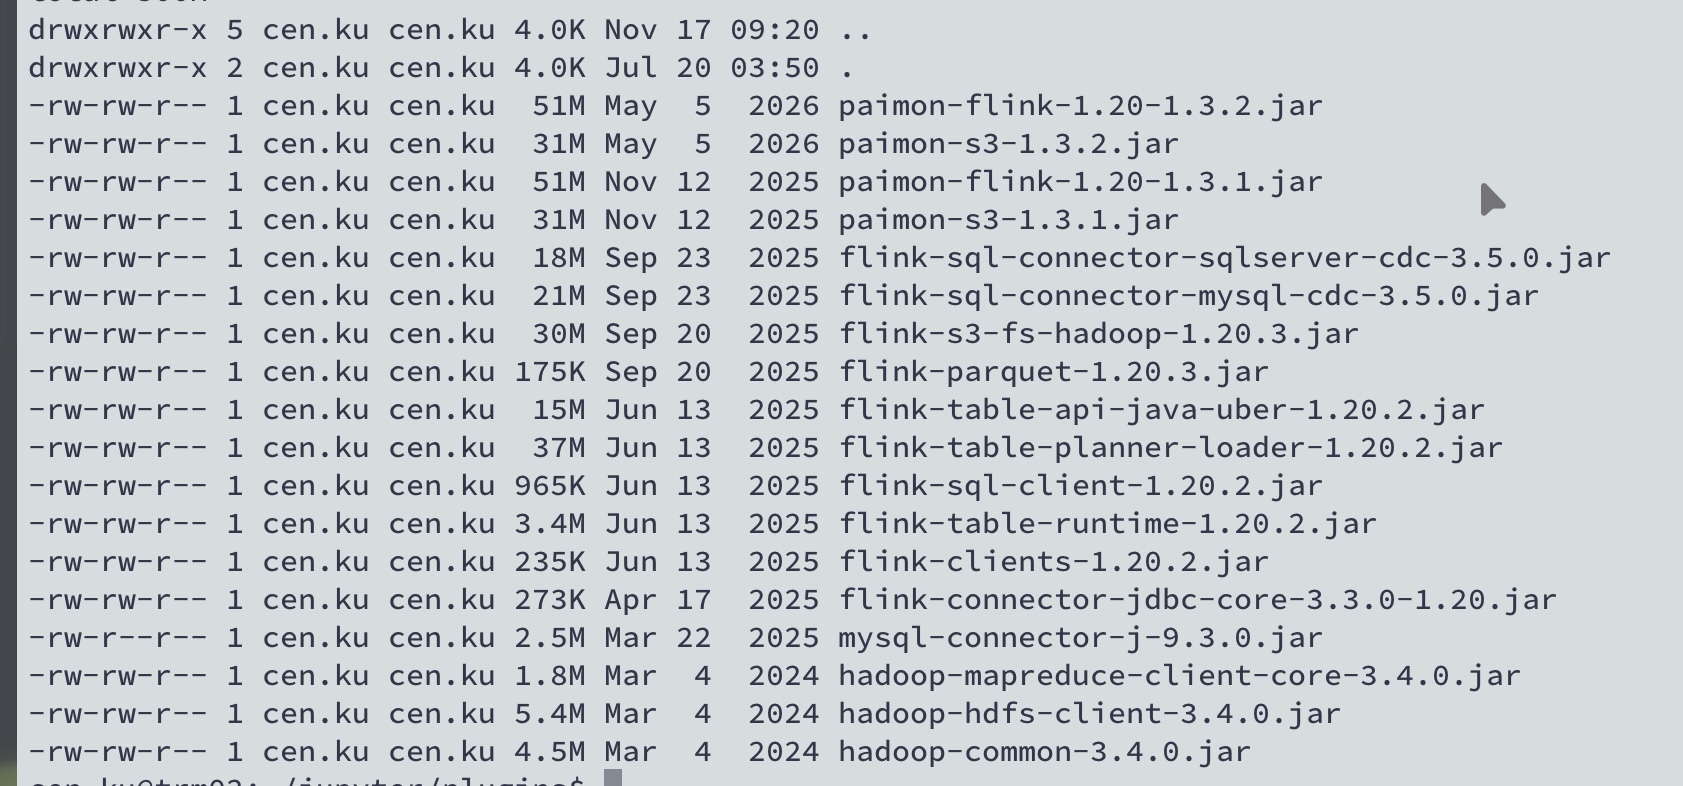 drwxrwxr-x 5 cen.ku cen.ku 4.0K Nov 17 09:20 ..
drwxrwxr-x 2 cen.ku cen.ku 4.0K Jul 20 03:50 .
-rw-rw-r-- 1 cen.ku cen.ku  51M May  5  2026 paimon-flink-1.20-1.3.2.jar
-rw-rw-r-- 1 cen.ku cen.ku  31M May  5  2026 paimon-s3-1.3.2.jar
-rw-rw-r-- 1 cen.ku cen.ku  51M Nov 12  2025 paimon-flink-1.20-1.3.1.jar
-rw-rw-r-- 1 cen.ku cen.ku  31M Nov 12  2025 paimon-s3-1.3.1.jar
-rw-rw-r-- 1 cen.ku cen.ku  18M Sep 23  2025 flink-sql-connector-sqlserver-cdc-3.5.0.jar
-rw-rw-r-- 1 cen.ku cen.ku  21M Sep 23  2025 flink-sql-connector-mysql-cdc-3.5.0.jar
-rw-rw-r-- 1 cen.ku cen.ku  30M Sep 20  2025 flink-s3-fs-hadoop-1.20.3.jar
-rw-rw-r-- 1 cen.ku cen.ku 175K Sep 20  2025 flink-parquet-1.20.3.jar
-rw-rw-r-- 1 cen.ku cen.ku  15M Jun 13  2025 flink-table-api-java-uber-1.20.2.jar
-rw-rw-r-- 1 cen.ku cen.ku  37M Jun 13  2025 flink-table-planner-loader-1.20.2.jar
-rw-rw-r-- 1 cen.ku cen.ku 965K Jun 13  2025 flink-sql-client-1.20.2.jar
-rw-rw-r-- 1 cen.ku cen.ku 3.4M Jun 13  2025 flink-table-runtime-1.20.2.jar
-rw-rw-r-- 1 cen.ku cen.ku 235K Jun 13  2025 flink-clients-1.20.2.jar
-rw-rw-r-- 1 cen.ku cen.ku 273K Apr 17  2025 flink-connector-jdbc-core-3.3.0-1.20.jar
-rw-r--r-- 1 cen.ku cen.ku 2.5M Mar 22  2025 mysql-connector-j-9.3.0.jar
-rw-rw-r-- 1 cen.ku cen.ku 1.8M Mar  4  2024 hadoop-mapreduce-client-core-3.4.0.jar
-rw-rw-r-- 1 cen.ku cen.ku 5.4M Mar  4  2024 hadoop-hdfs-client-3.4.0.jar
-rw-rw-r-- 1 cen.ku cen.ku 4.5M Mar  4  2024 hadoop-common-3.4.0.jar